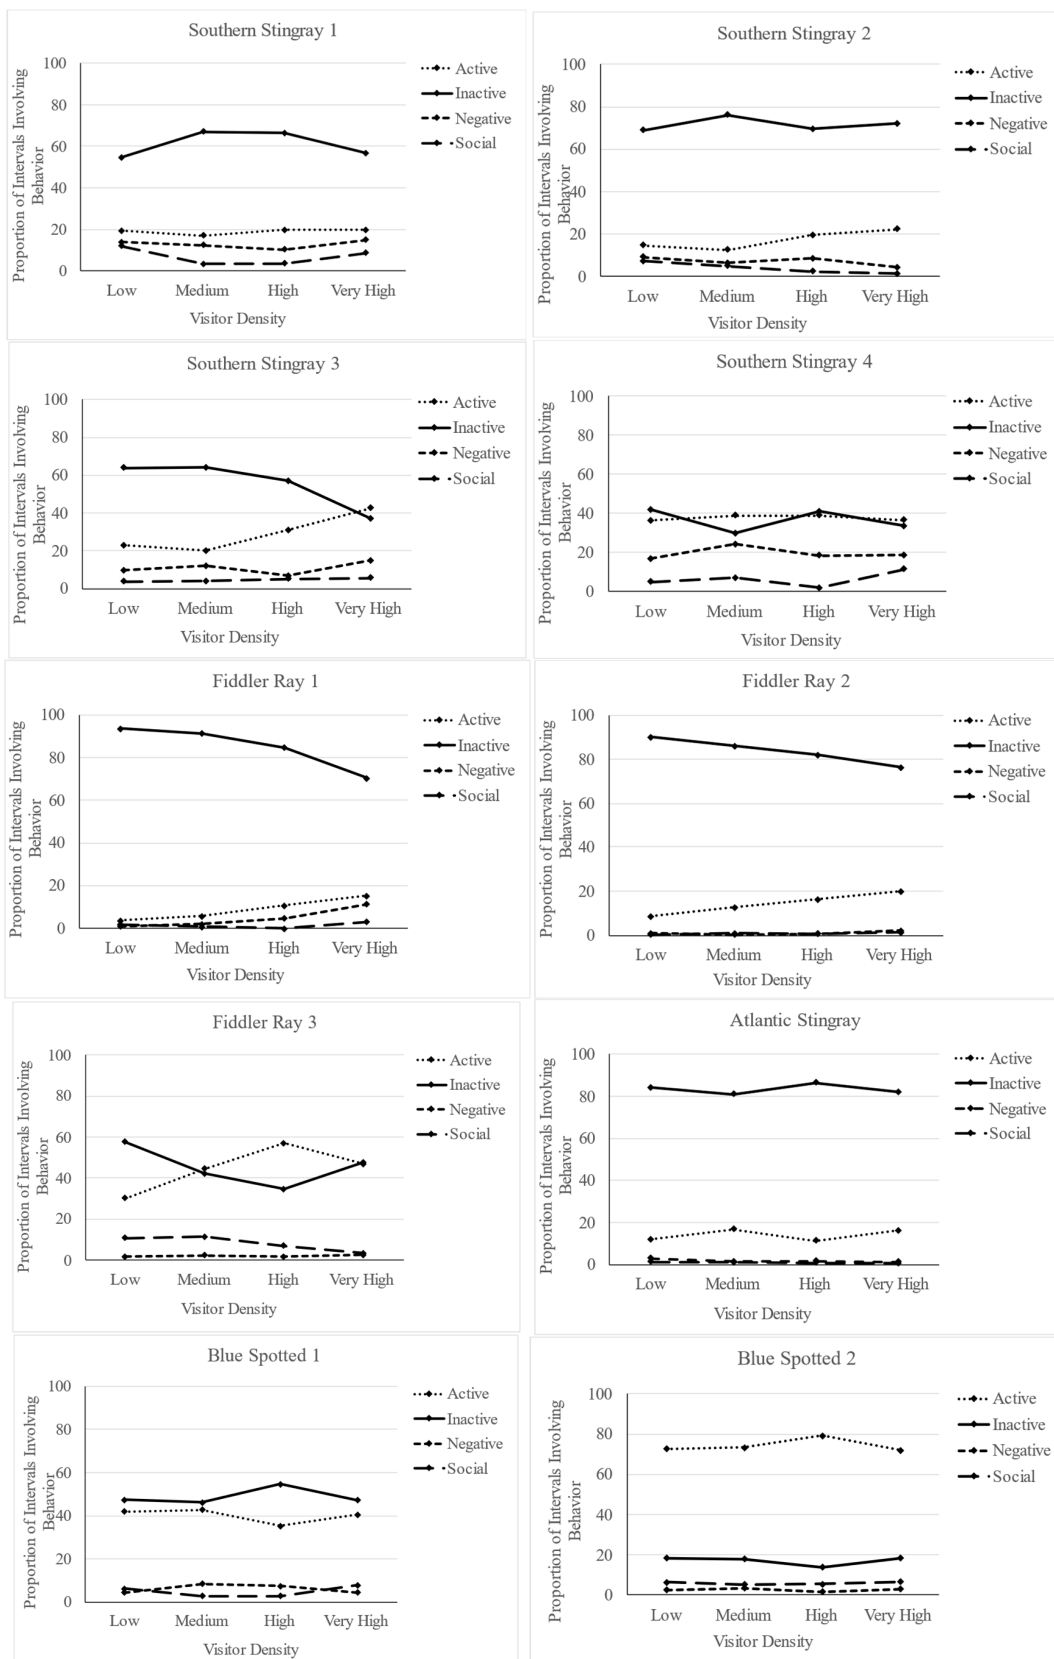 Southern Stingray 1
Proportion of Intervals Involving
Behavior
100
80
60
40
20
0
Low Medium High Very High
Visitor Density
Active
Inactive
Negative
Social
Southern Stingray 2
Proportion of Intervals Involving
Behavior
100
80
60
40
20
0
Low Medium High Very High
Visitor Density
Active
Inactive
Negative
Social
Southern Stingray 3
Proportion of Intervals Involving
Behavior
100
80
60
40
20
0
Low Medium High Very High
Visitor Density
Active
Inactive
Negative
Social
Southern Stingray 4
Proportion of Intervals Involving
Behavior
100
80
60
40
20
0
Low Medium High Very High
Visitor Density
Active
Inactive
Negative
Social
Fiddler Ray 1
Proportion of Intervals Involving
Behavior
100
80
60
40
20
0
Low Medium High Very High
Visitor Density
Active
Inactive
Negative
Social
Fiddler Ray 2
Proportion of Intervals Involving
Behavior
100
80
60
40
20
0
Low Medium High Very High
Visitor Density
Active
Inactive
Negative
Social
Fiddler Ray 3
Proportion of Intervals Involving
Behavior
100
80
60
40
20
0
Low Medium High Very High
Visitor Density
Active
Inactive
Negative
Social
Atlantic Stingray
Proportion of Intervals Involving
Behavior
100
80
60
40
20
0
Low Medium High Very High
Visitor Density
Active
Inactive
Negative
Social
Blue Spotted 1
Proportion of Intervals Involving
Behavior
100
80
60
40
20
0
Low Medium High Very High
Visitor Density
Active
Inactive
Negative
Social
Blue Spotted 2
Proportion of Intervals Involving
Behavior
100
80
60
40
20
0
Low Medium High Very High
Visitor Density
Active
Inactive
Negative
Social